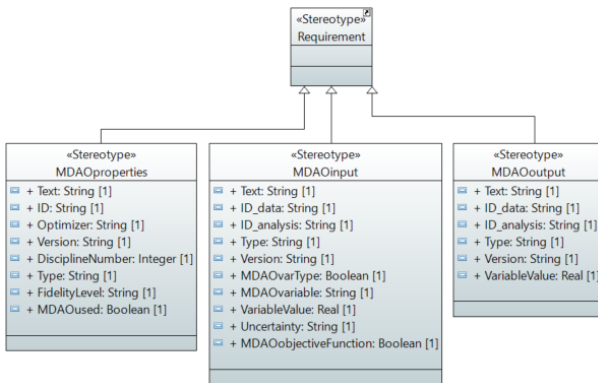 «Stereotype»
Requirement
«Stereotype»
MDAOproperties
+ Text: String [1]
+ ID: String [1]
+ Optimizer: String [1]
+ Version: String [1]
+ DisciplineNumber: Integer [1]
+ Type: String [1]
+ FidelityLevel: String [1]
+ MDAOused: Boolean [1]
«Stereotype»
MDAOinput
+ Text: String [1]
+ ID_data: String [1]
+ ID_analysis: String [1]
+ Type: String [1]
+ Version: String [1]
+ MDAOvarType: Boolean [1]
+ MDAOvariable: String [1]
+ VariableValue: Real [1]
+ Uncertainty: String [1]
+ MDAOobjectiveFunction: Boolean [1]
«Stereotype»
MDAOoutput
+ Text: String [1]
+ ID_data: String [1]
+ ID_analysis: String [1]
+ Type: String [1]
+ Version: String [1]
+ VariableValue: Real [1]